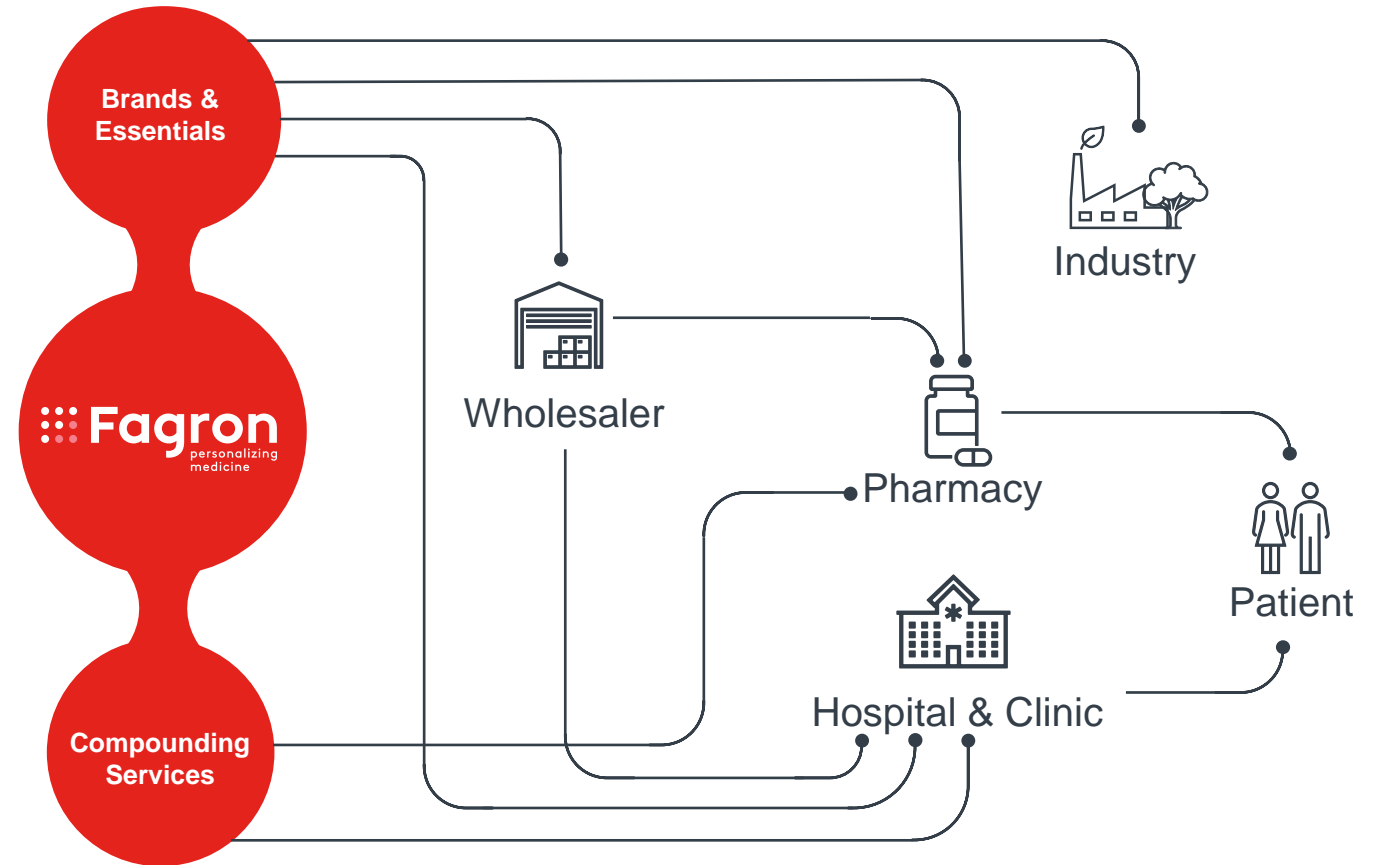 Brands &
Essentials
Industry
Wholesaler
Fagron
personalizing
medicine
Pharmacy
Patient
Hospital & Clinic
Compounding
Services